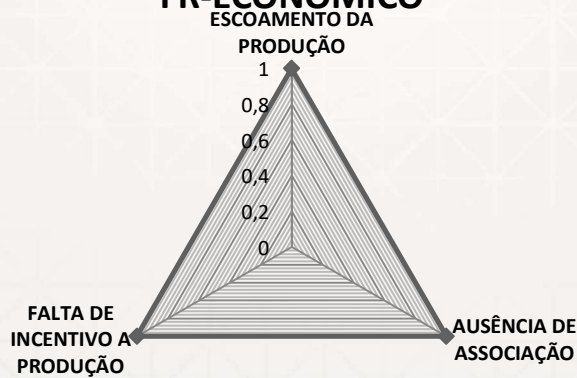 FR-ECONÔMICO
ESCOAMENTO DA
PRODUÇÃO
1
0,8
0,6
0,4
0,2
0
FALTA DE
INCENTIVO A
PRODUÇÃO
AUSÊNCIA DE
ASSOCIAÇÃO